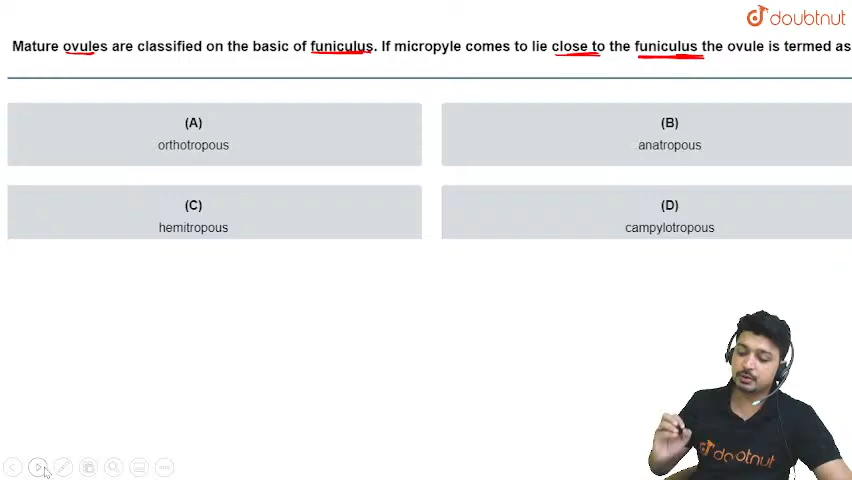 doubtnut
Mature ovules are classified on the basic of funiculus. If micropyle comes to lie close to the funiculus the ovule is termed as
(A)
orthotropous
(B)
anatropous
(C)
hemitropous
(D)
campylotropous
doubtnut